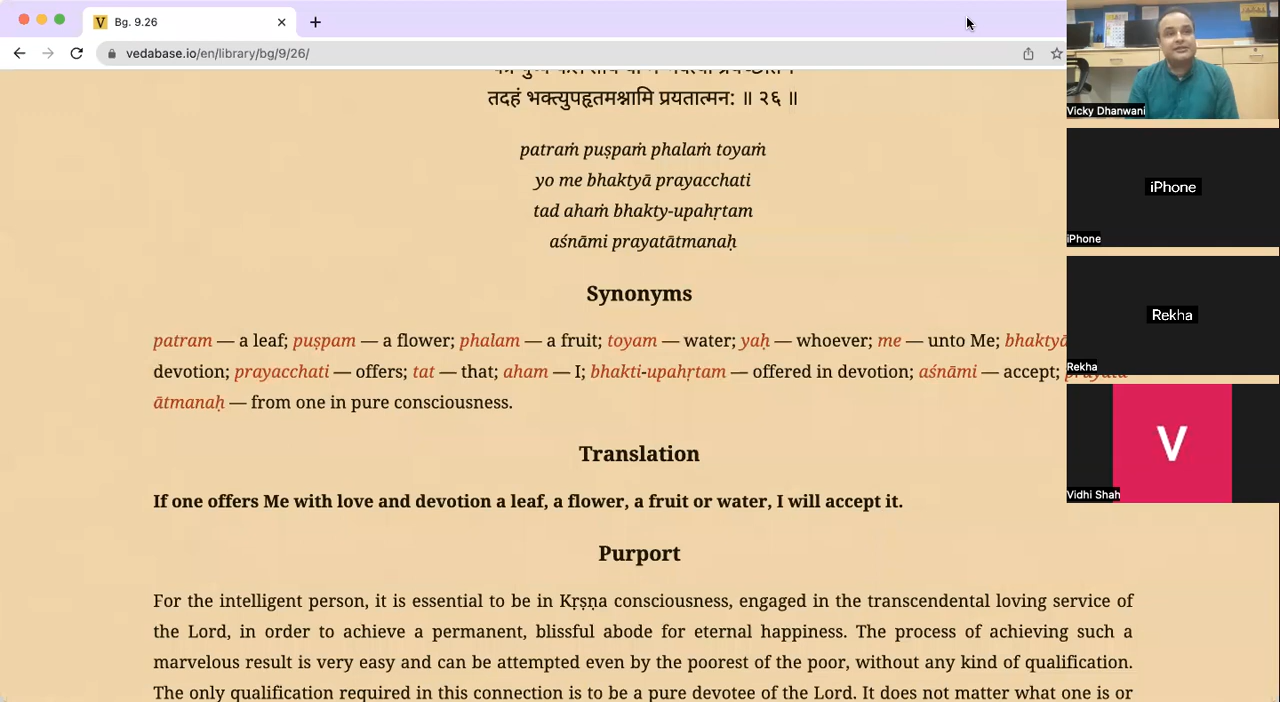 Bg. 9.26
vedabase.io/en/library/bg/9/26/
तदहं भक्त्युपहृतमश्नामि प्रयतात्मन: ॥ २६ ॥
patraṁ puṣpaṁ phalaṁ toyaṁ
yo me bhaktyā prayacchati
tad ahaṁ bhakty-upahṛtam
aśnāmi prayatātmanaḥ
Synonyms
patram — a leaf; puṣpam — a flower; phalam — a fruit; toyam — water; yaḥ — whoever; me — unto Me; bhaktyā
devotion; prayacchati — offers; tat — that; aham — I; bhakti-upahṛtam — offered in devotion; aśnāmi — accept;
ātmanaḥ — from one in pure consciousness.
Translation
If one offers Me with love and devotion a leaf, a flower, a fruit or water, I will accept it.
Purport
For the intelligent person, it is essential to be in Kṛṣṇa consciousness, engaged in the transcendental loving service of
the Lord, in order to achieve a permanent, blissful abode for eternal happiness. The process of achieving such a
marvelous result is very easy and can be attempted even by the poorest of the poor, without any kind of qualification.
The only qualification required in this connection is to be a pure devotee of the Lord. It does not matter what one is or
Vicky Dhanwani
iPhone
iPhone
Rekha
Rekha
V
Vidhi Shah